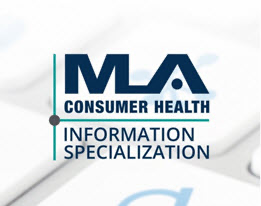 MLA
CONSUMER HEALTH
INFORMATION
SPECIALIZATION